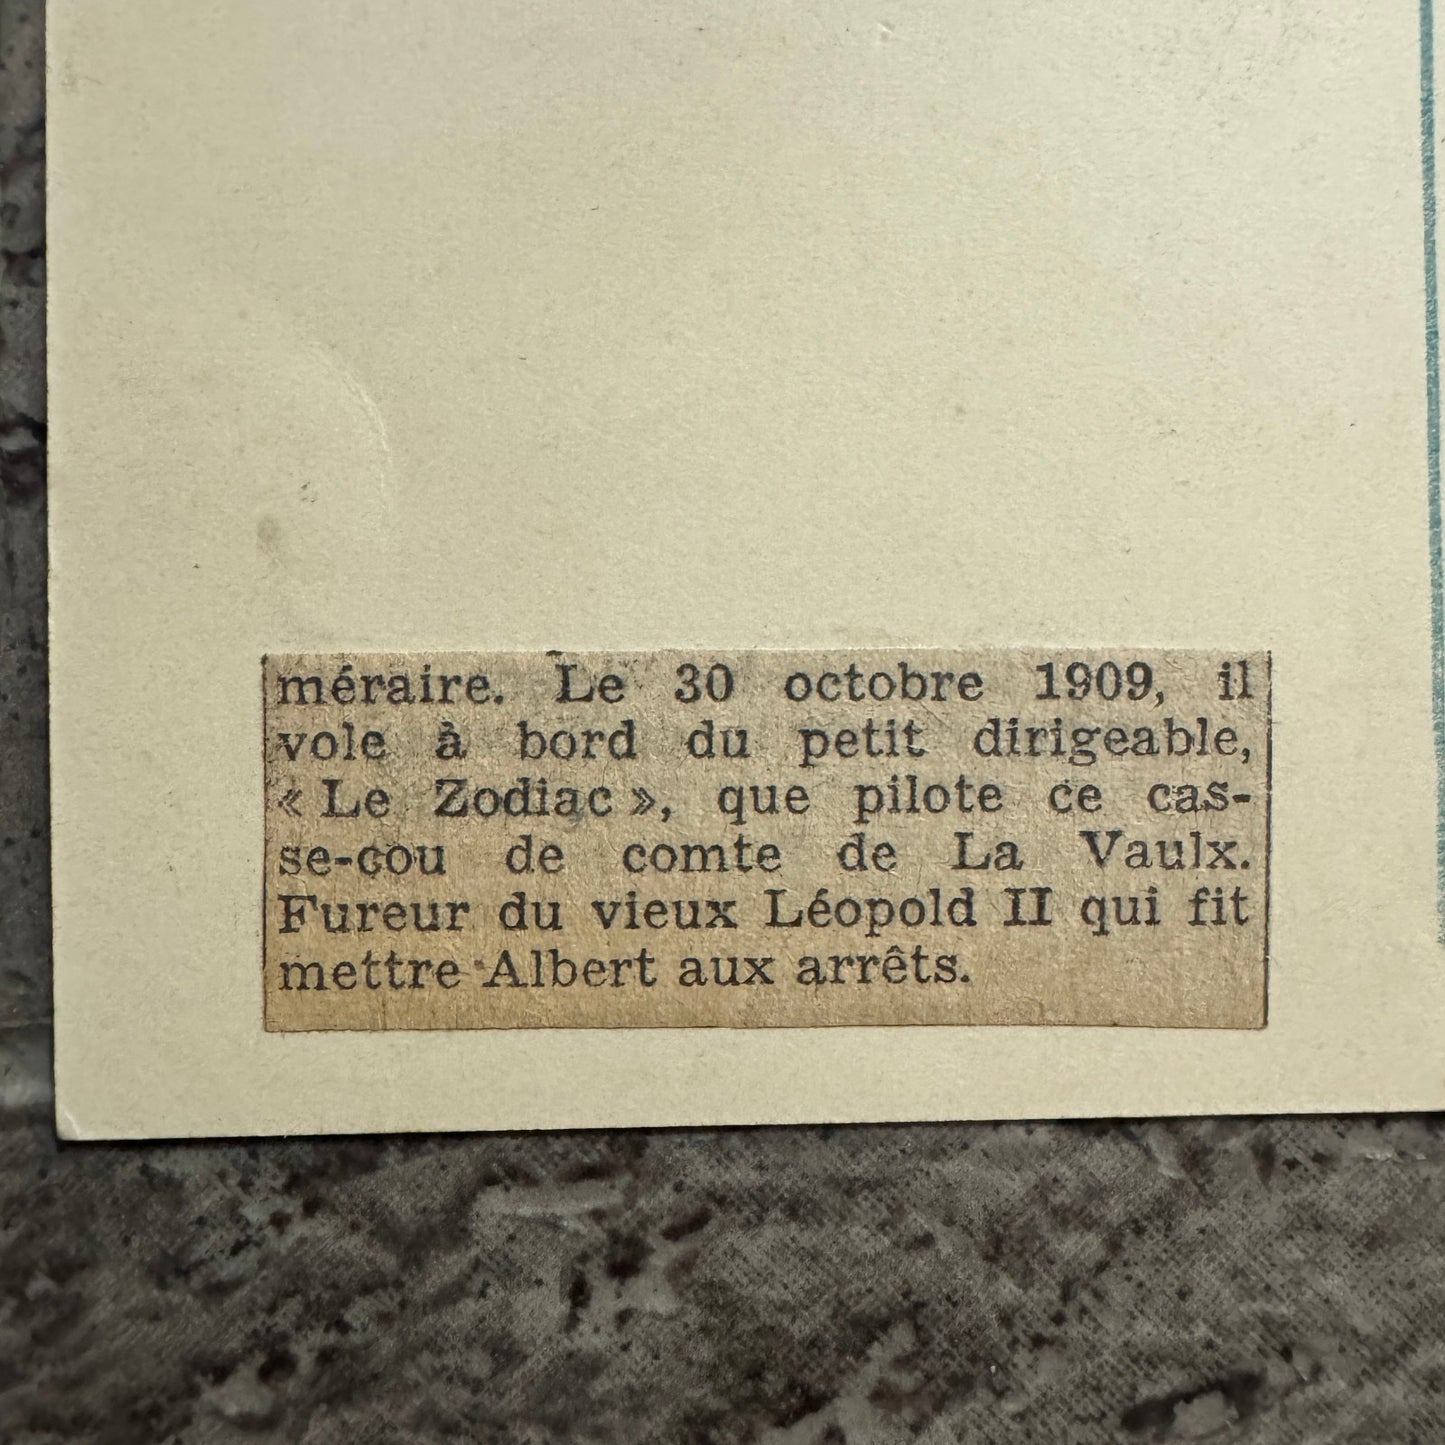 méraire. Le 30 octobre 1909, il
vole à bord du petit dirigeable,
« Le Zodiac », que pilote ce cas-
se-cou de comte de La Vaulx.
Fureur du vieux Léopold II qui fit
mettre Albert aux arrêts.